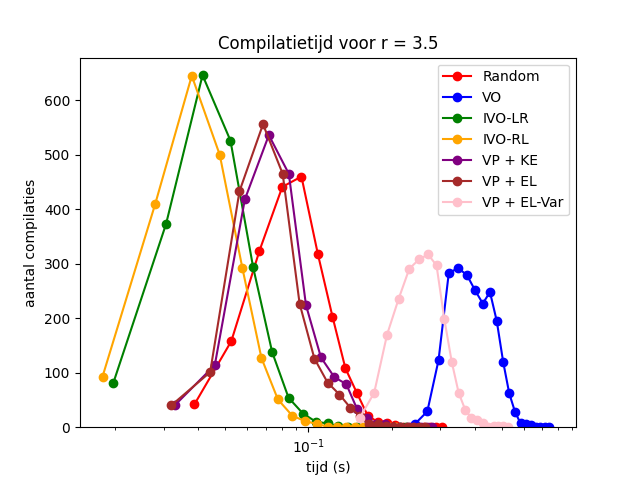 Compilatietijd voor r = 3.5
aantal compilaties
600
500
400
300
200
100
0
Random
VO
IVO-LR
IVO-RL
VP + KE
VP + EL
VP + EL-Var
10⁻¹
tijd (s)